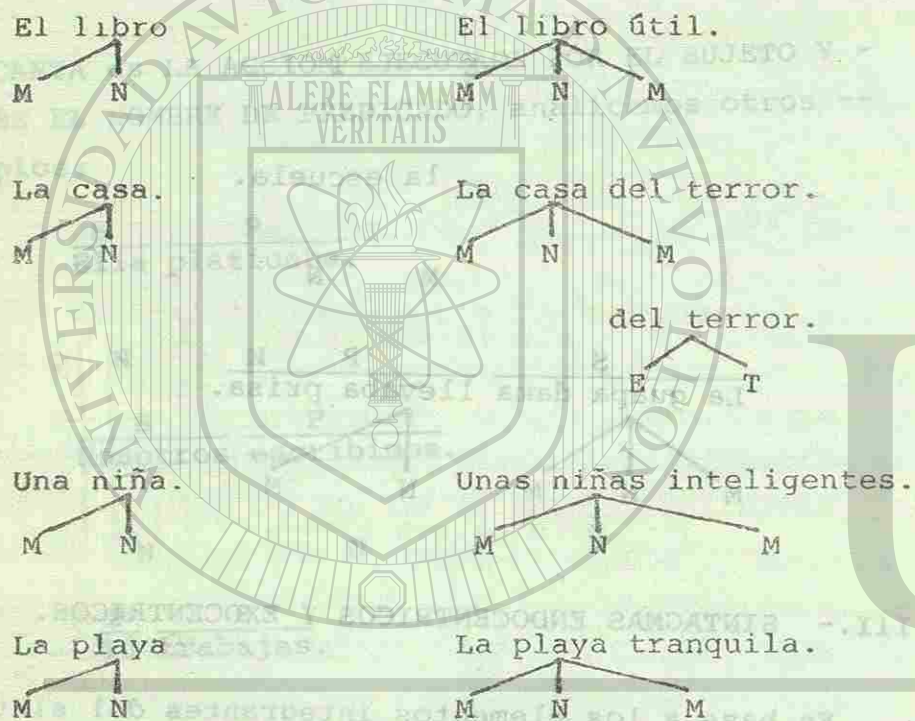 El libro El libro útil.
M N M N M
La casa. La casa del terror.
M N M N M
del terror.
E T
Una niña. Unas niñas inteligentes.
M N M N M
La playa La playa tranquila.
M N M N M
ALERE FLAMMAM
VERITATIS